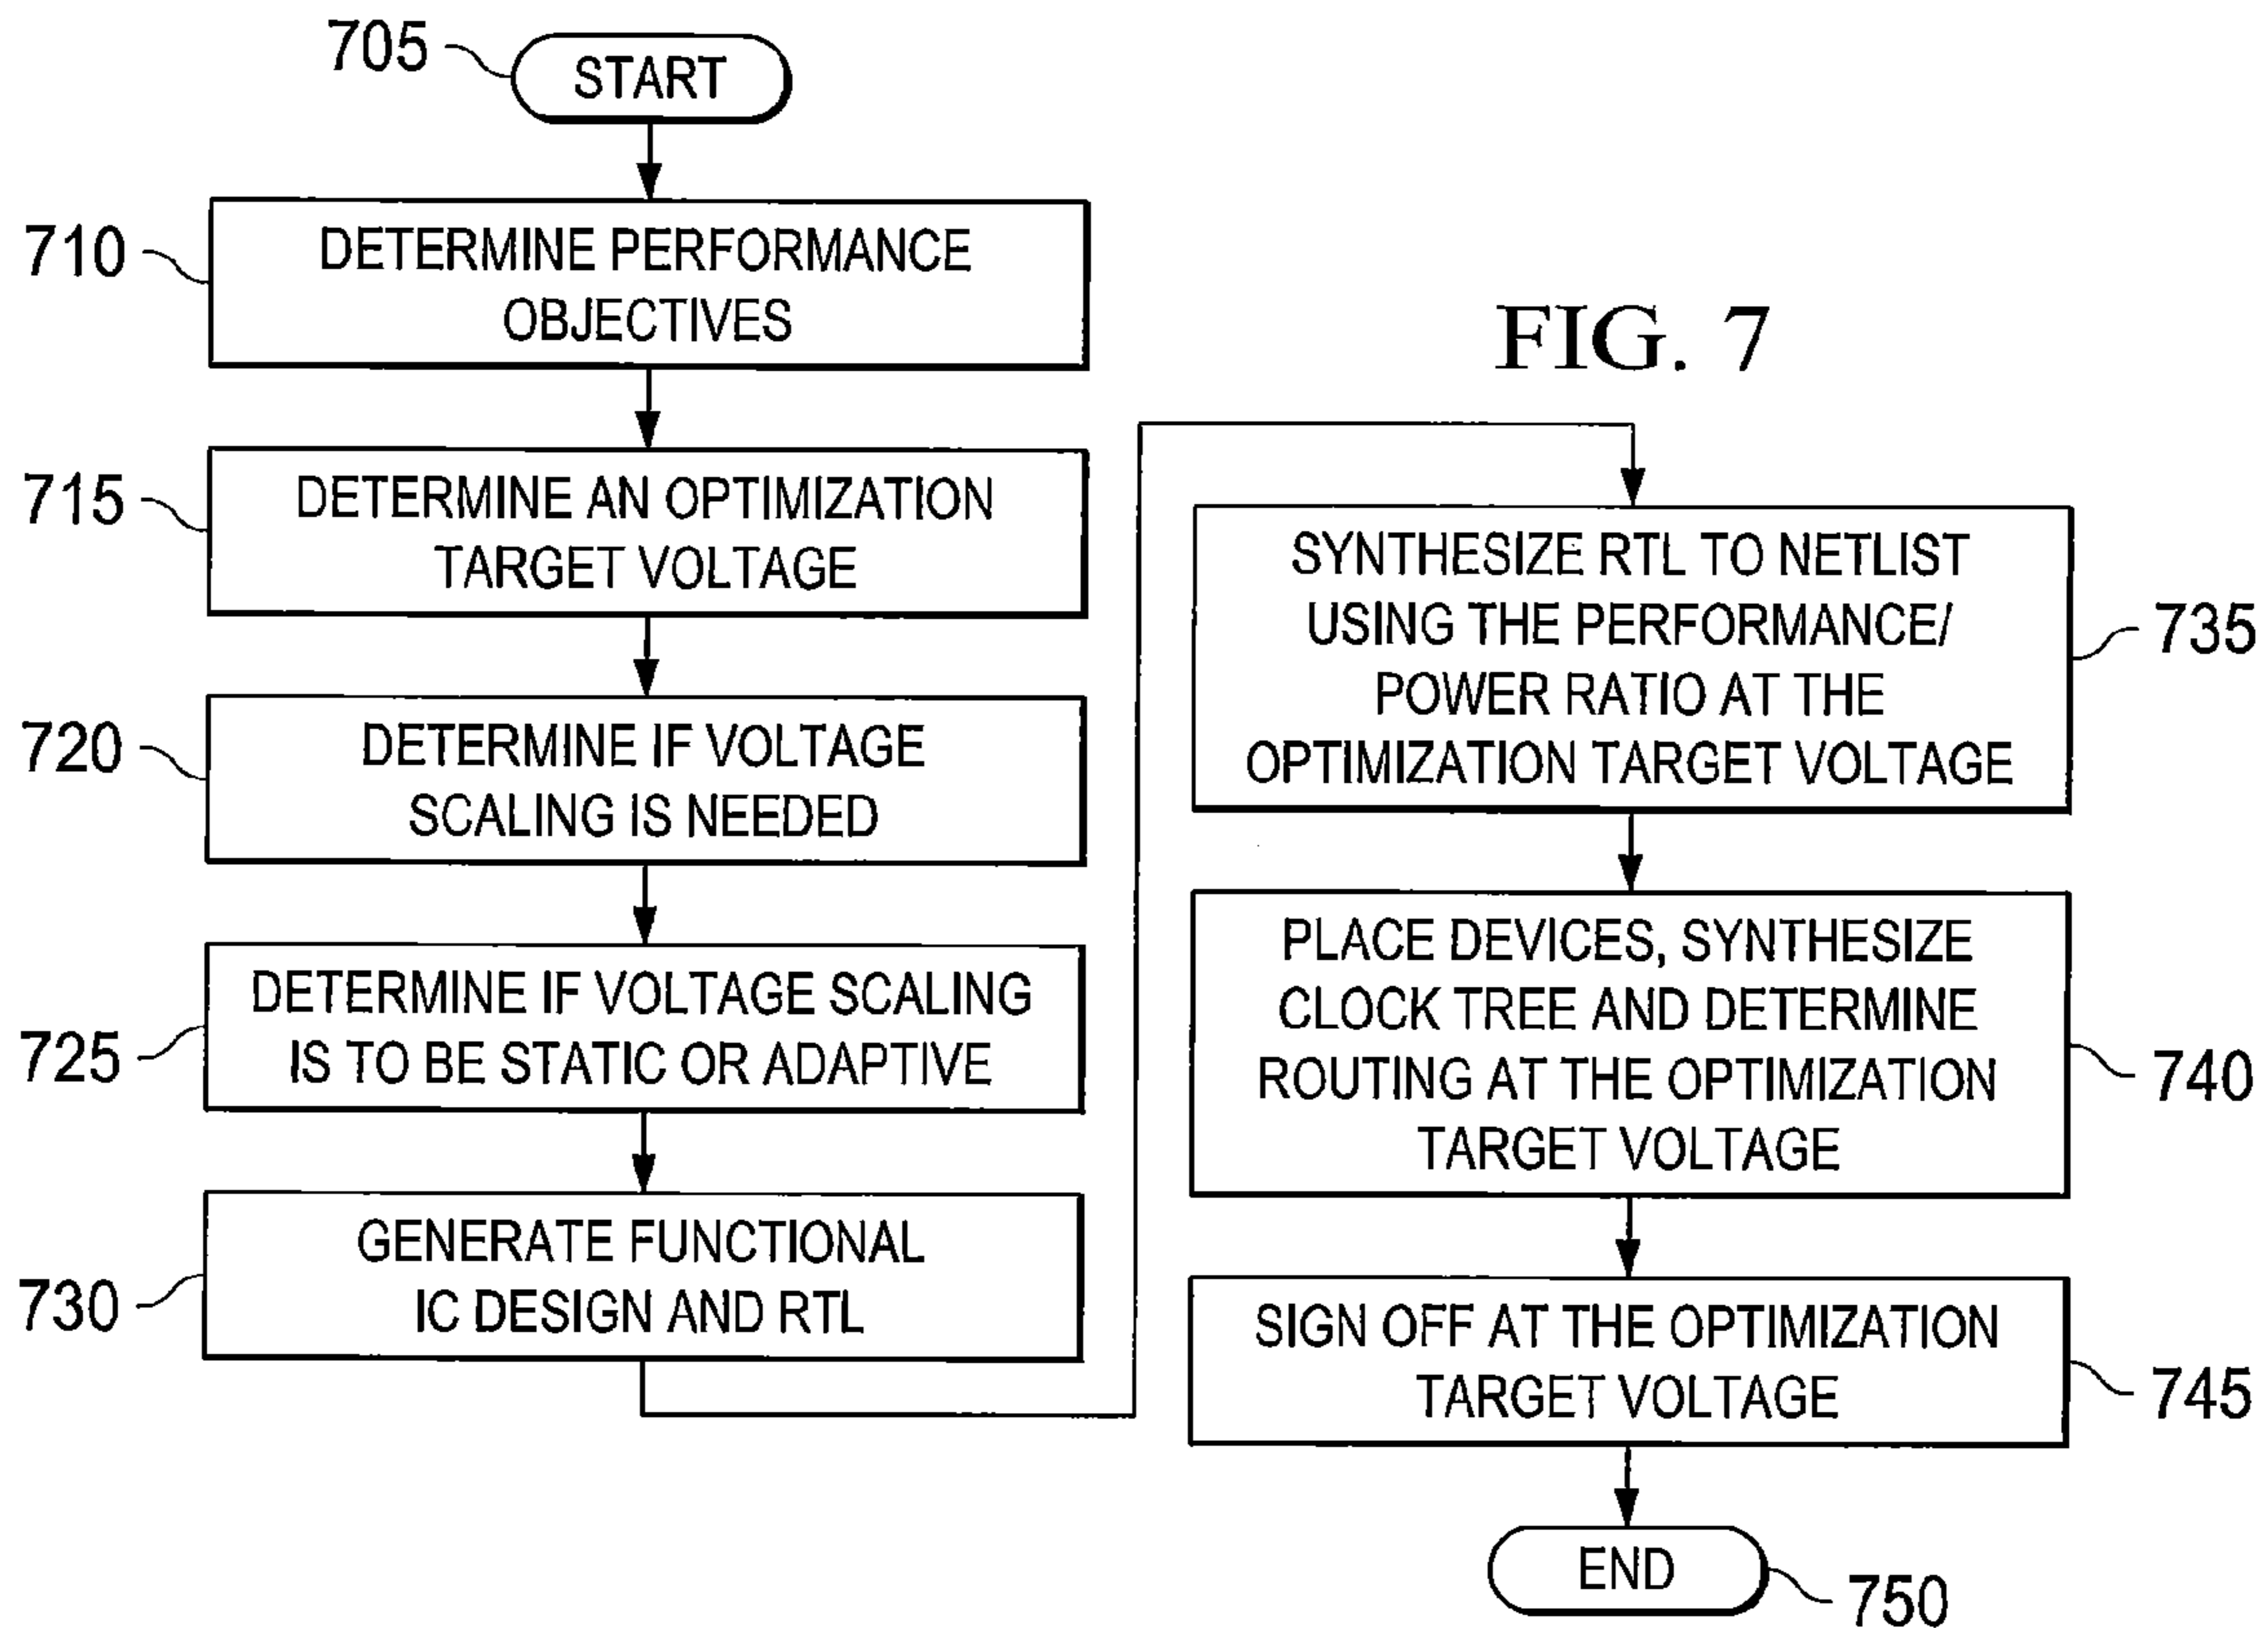 705
START
710
DETERMINE PERFORMANCE
OBJECTIVES
715
DETERMINE AN OPTIMIZATION
TARGET VOLTAGE
720
DETERMINE IF VOLTAGE
SCALING IS NEEDED
725
DETERMINE IF VOLTAGE SCALING
IS TO BE STATIC OR ADAPTIVE
730
GENERATE FUNCTIONAL
IC DESIGN AND RTL
FIG. 7
SYNTHESIZE RTL TO NETLIST
USING THE PERFORMANCE/
POWER RATIO AT THE
OPTIMIZATION TARGET VOLTAGE
735
PLACE DEVICES, SYNTHESIZE
CLOCK TREE AND DETERMINE
ROUTING AT THE OPTIMIZATION
TARGET VOLTAGE
740
SIGN OFF AT THE OPTIMIZATION
TARGET VOLTAGE
745
END
750